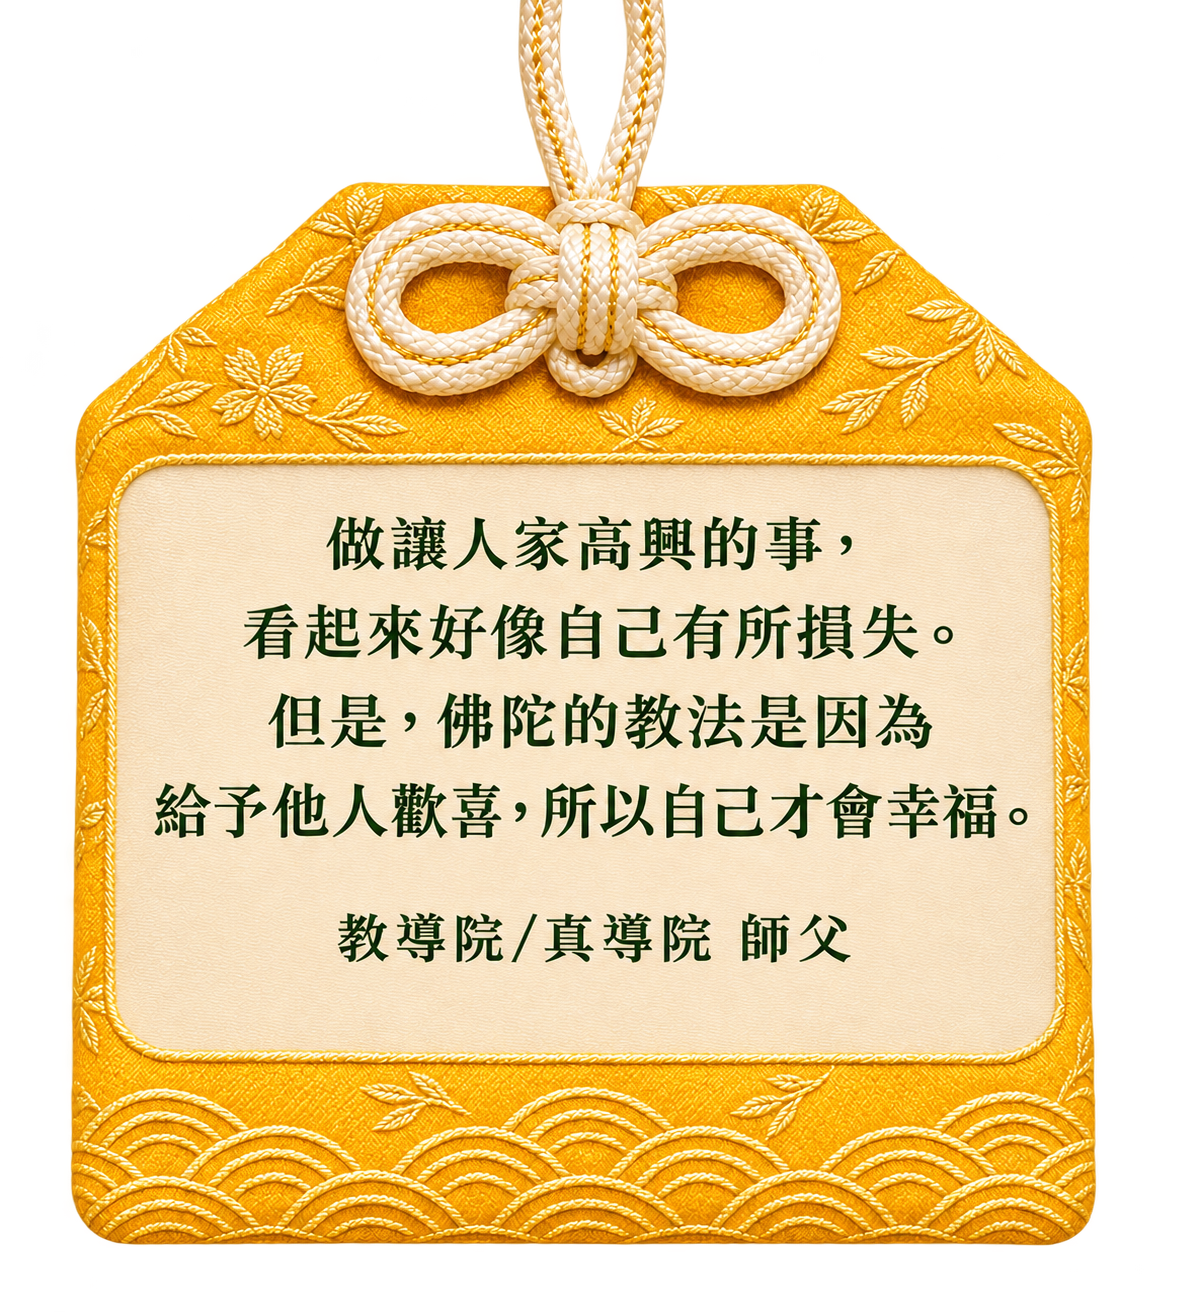 做讓人家高興的事，
看起來好像自己有所損失。
但是，佛陀的教法是因為
給予他人歡喜，所以自己才會幸福。
教導院/真導院 師父